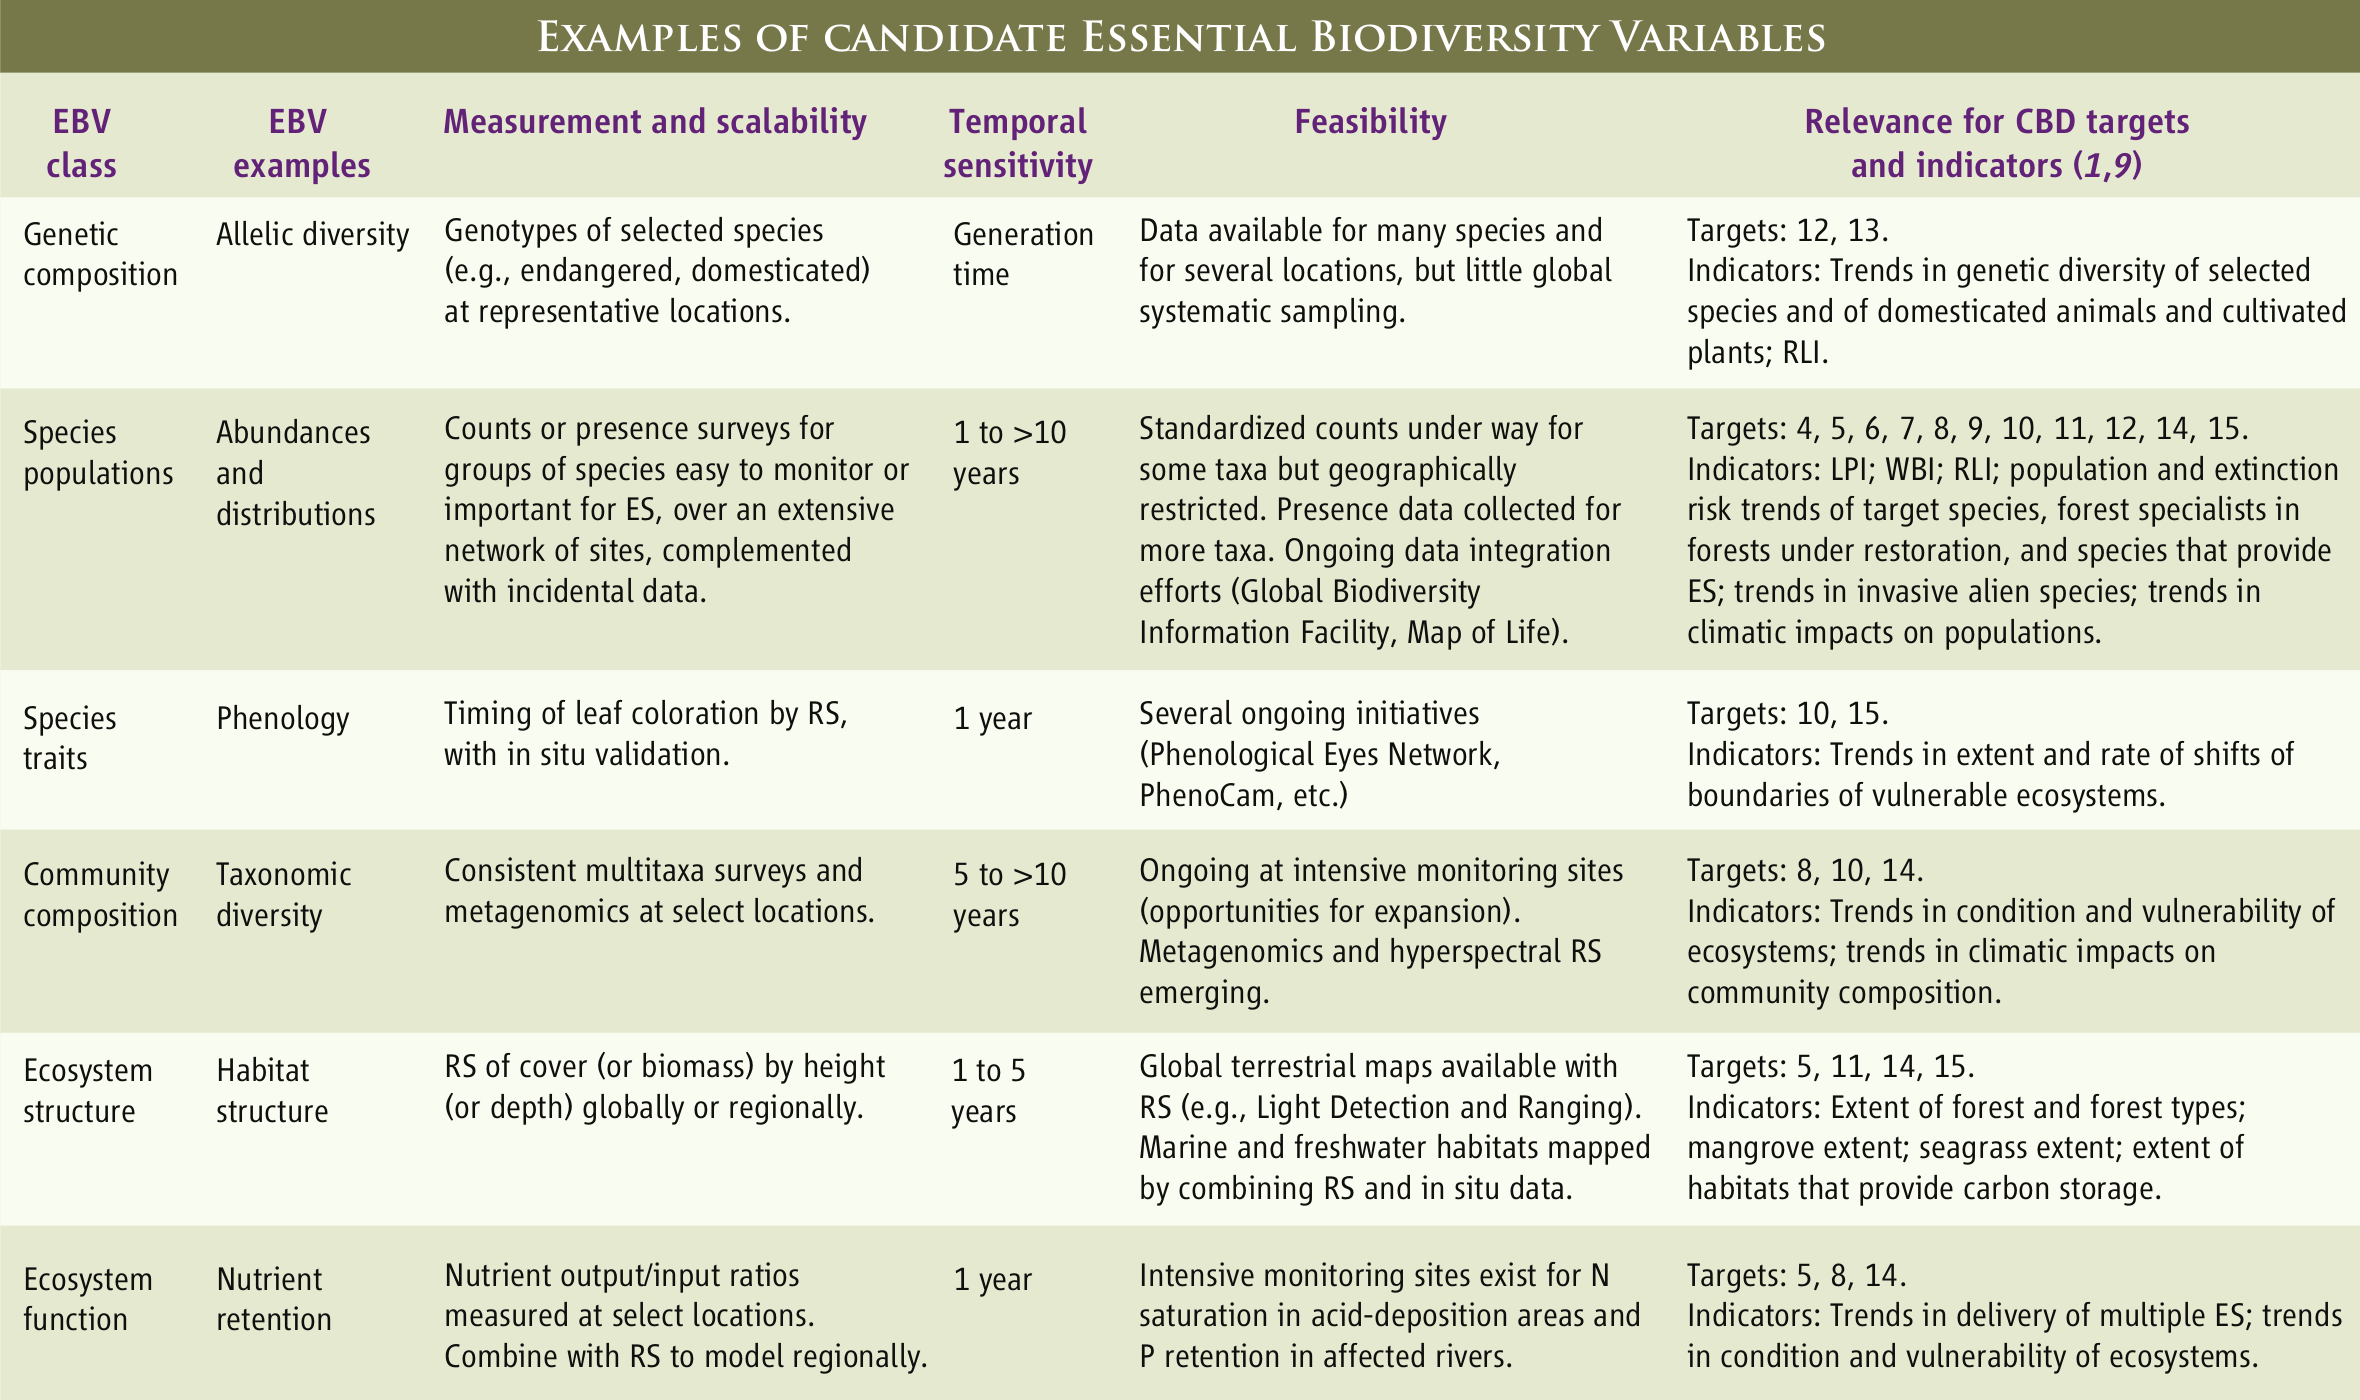 Examples of candidate Essential Biodiversity Variables
EBV class
EBV examples
Measurement and scalability
Temporal sensitivity
Feasibility
Relevance for CBD targets and indicators (1,9)
Genetic
composition
Allelic diversity
Genotypes of selected species
(e.g., endangered, domesticated)
at representative locations.
Generation
time
Data available for many species and
for several locations, but little global
systematic sampling.
Targets: 12, 13.
Indicators: Trends in genetic diversity of selected
species and of domesticated animals and cultivated
plants; RLI.
Species
populations
Abundances
and
distributions
Counts or presence surveys for
groups of species easy to monitor or
important for ES, over an extensive
network of sites, complemented
with incidental data.
1 to >10
years
Standardized counts under way for
some taxa but geographically
restricted. Presence data collected for
more taxa. Ongoing data integration
efforts (Global Biodiversity
Information Facility, Map of Life).
Targets: 4, 5, 6, 7, 8, 9, 10, 11, 12, 14, 15.
Indicators: LPI; WBI; RLI; population and extinction
risk trends of target species, forest specialists in
forests under restoration, and species that provide
ES; trends in invasive alien species; trends in
climatic impacts on populations.
Species
traits
Phenology
Timing of leaf coloration by RS,
with in situ validation.
1 year
Several ongoing initiatives
(Phenological Eyes Network,
PhenoCam, etc.)
Targets: 10, 15.
Indicators: Trends in extent and rate of shifts of
boundaries of vulnerable ecosystems.
Community
composition
Taxonomic
diversity
Consistent multitaxa surveys and
metagenomics at select locations.
5 to >10
years
Ongoing at intensive monitoring sites
(opportunities for expansion).
Metagenomics and hyperspectral RS
emerging.
Targets: 8, 10, 14.
Indicators: Trends in condition and vulnerability of
ecosystems; trends in climatic impacts on
community composition.
Ecosystem
structure
Habitat
structure
RS of cover (or biomass) by height
(or depth) globally or regionally.
1 to 5
years
Global terrestrial maps available with
RS (e.g., Light Detection and Ranging).
Marine and freshwater habitats mapped
by combining RS and in situ data.
Targets: 5, 11, 14, 15.
Indicators: Extent of forest and forest types;
mangrove extent; seagrass extent; extent of
habitats that provide carbon storage.
Ecosystem
function
Nutrient
retention
Nutrient output/input ratios
measured at select locations.
Combine with RS to model regionally.
1 year
Intensive monitoring sites exist for N
saturation in acid-deposition areas and
P retention in affected rivers.
Targets: 5, 8, 14.
Indicators: Trends in delivery of multiple ES; trends
in condition and vulnerability of ecosystems.